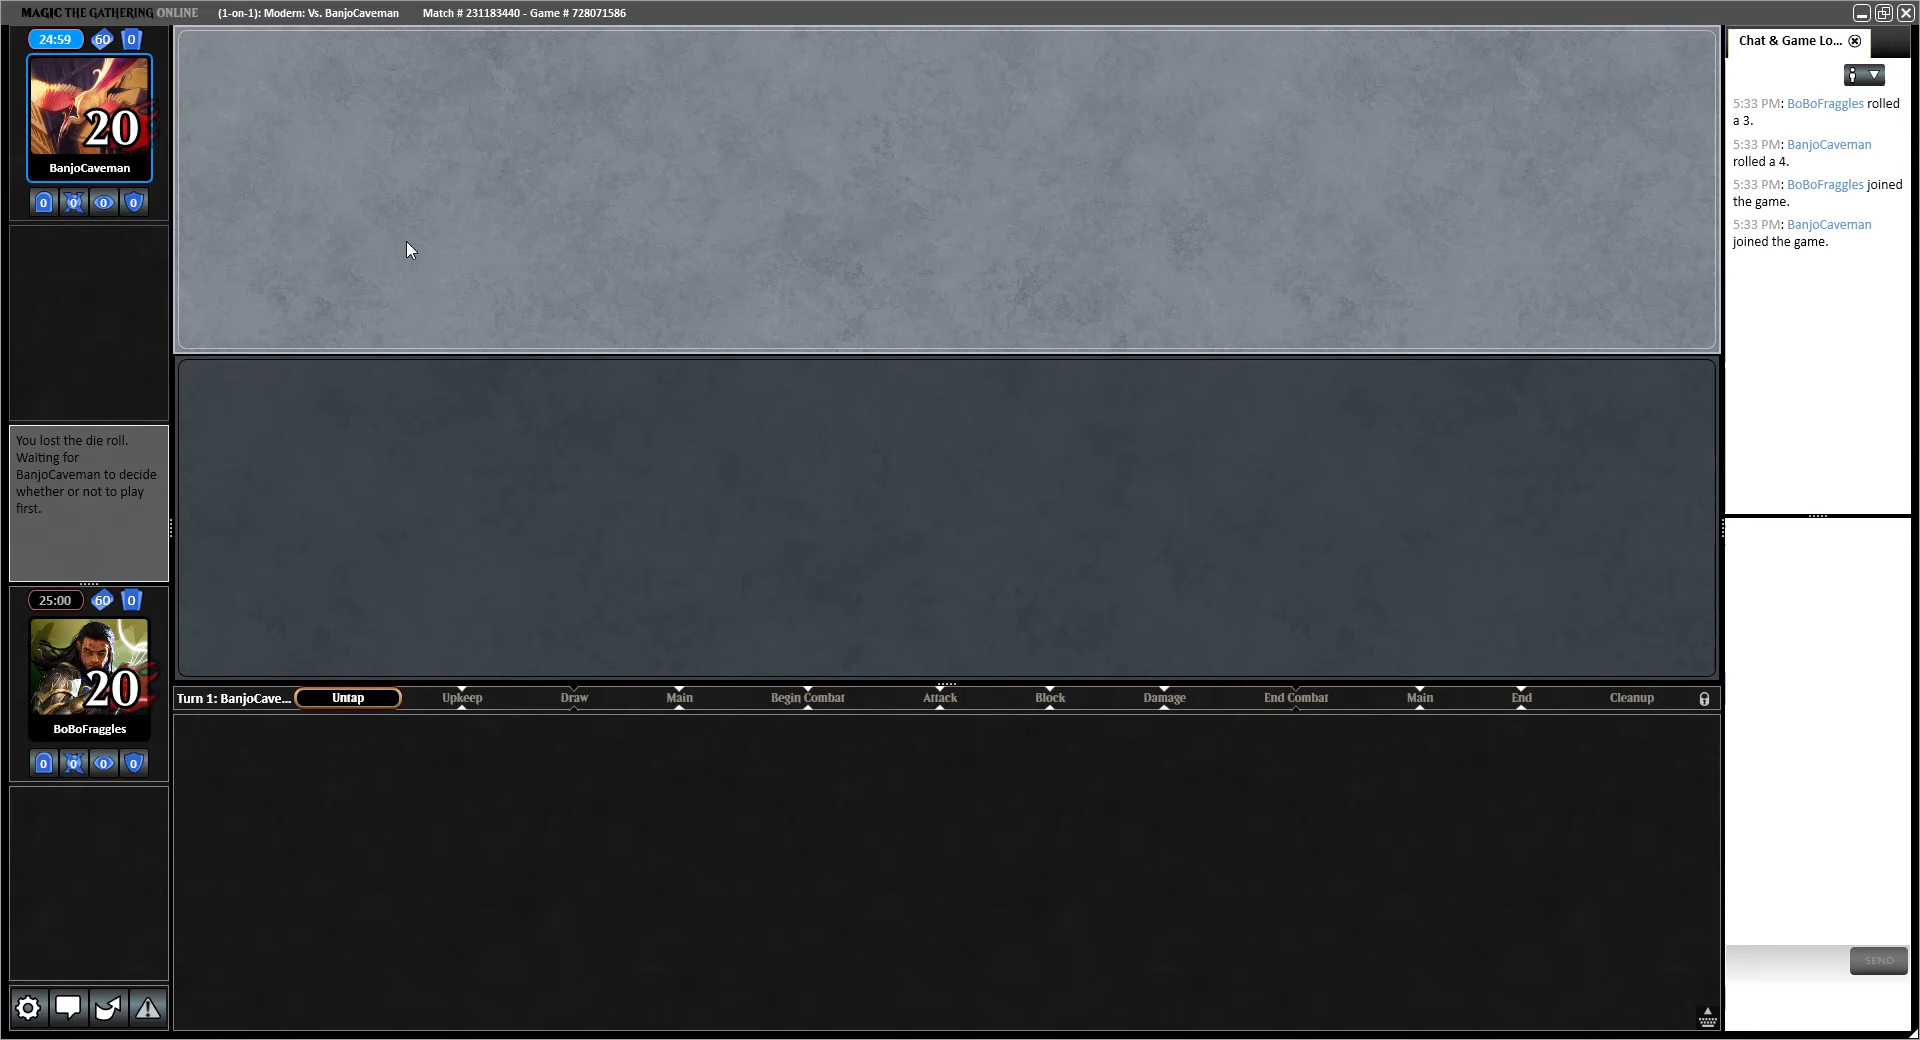 MAGIC THE GATHERING ONLINE (1-on-1): Modern: Vs. BanjoCaveman Match # 231183440 - Game # 728071586
24:59 60 0
20
BanjoCaveman
0 0 0 0
You lost the die roll.
Waiting for
BanjoCaveman to decide
whether or not to play
first.
25:00 60 0
20
BoBoFraggles
0 0 0 0
Turn 1: BanjoCave... Untap Upkeep Draw Main Begin Combat Attack Block Damage End Combat Main End Cleanup
Chat & Game Lo...
5:33 PM: BoBoFraggles rolled
a 3.
5:33 PM: BanjoCaveman
rolled a 4.
5:33 PM: BoBoFraggles joined
the game.
5:33 PM: BanjoCaveman
joined the game.
SEND